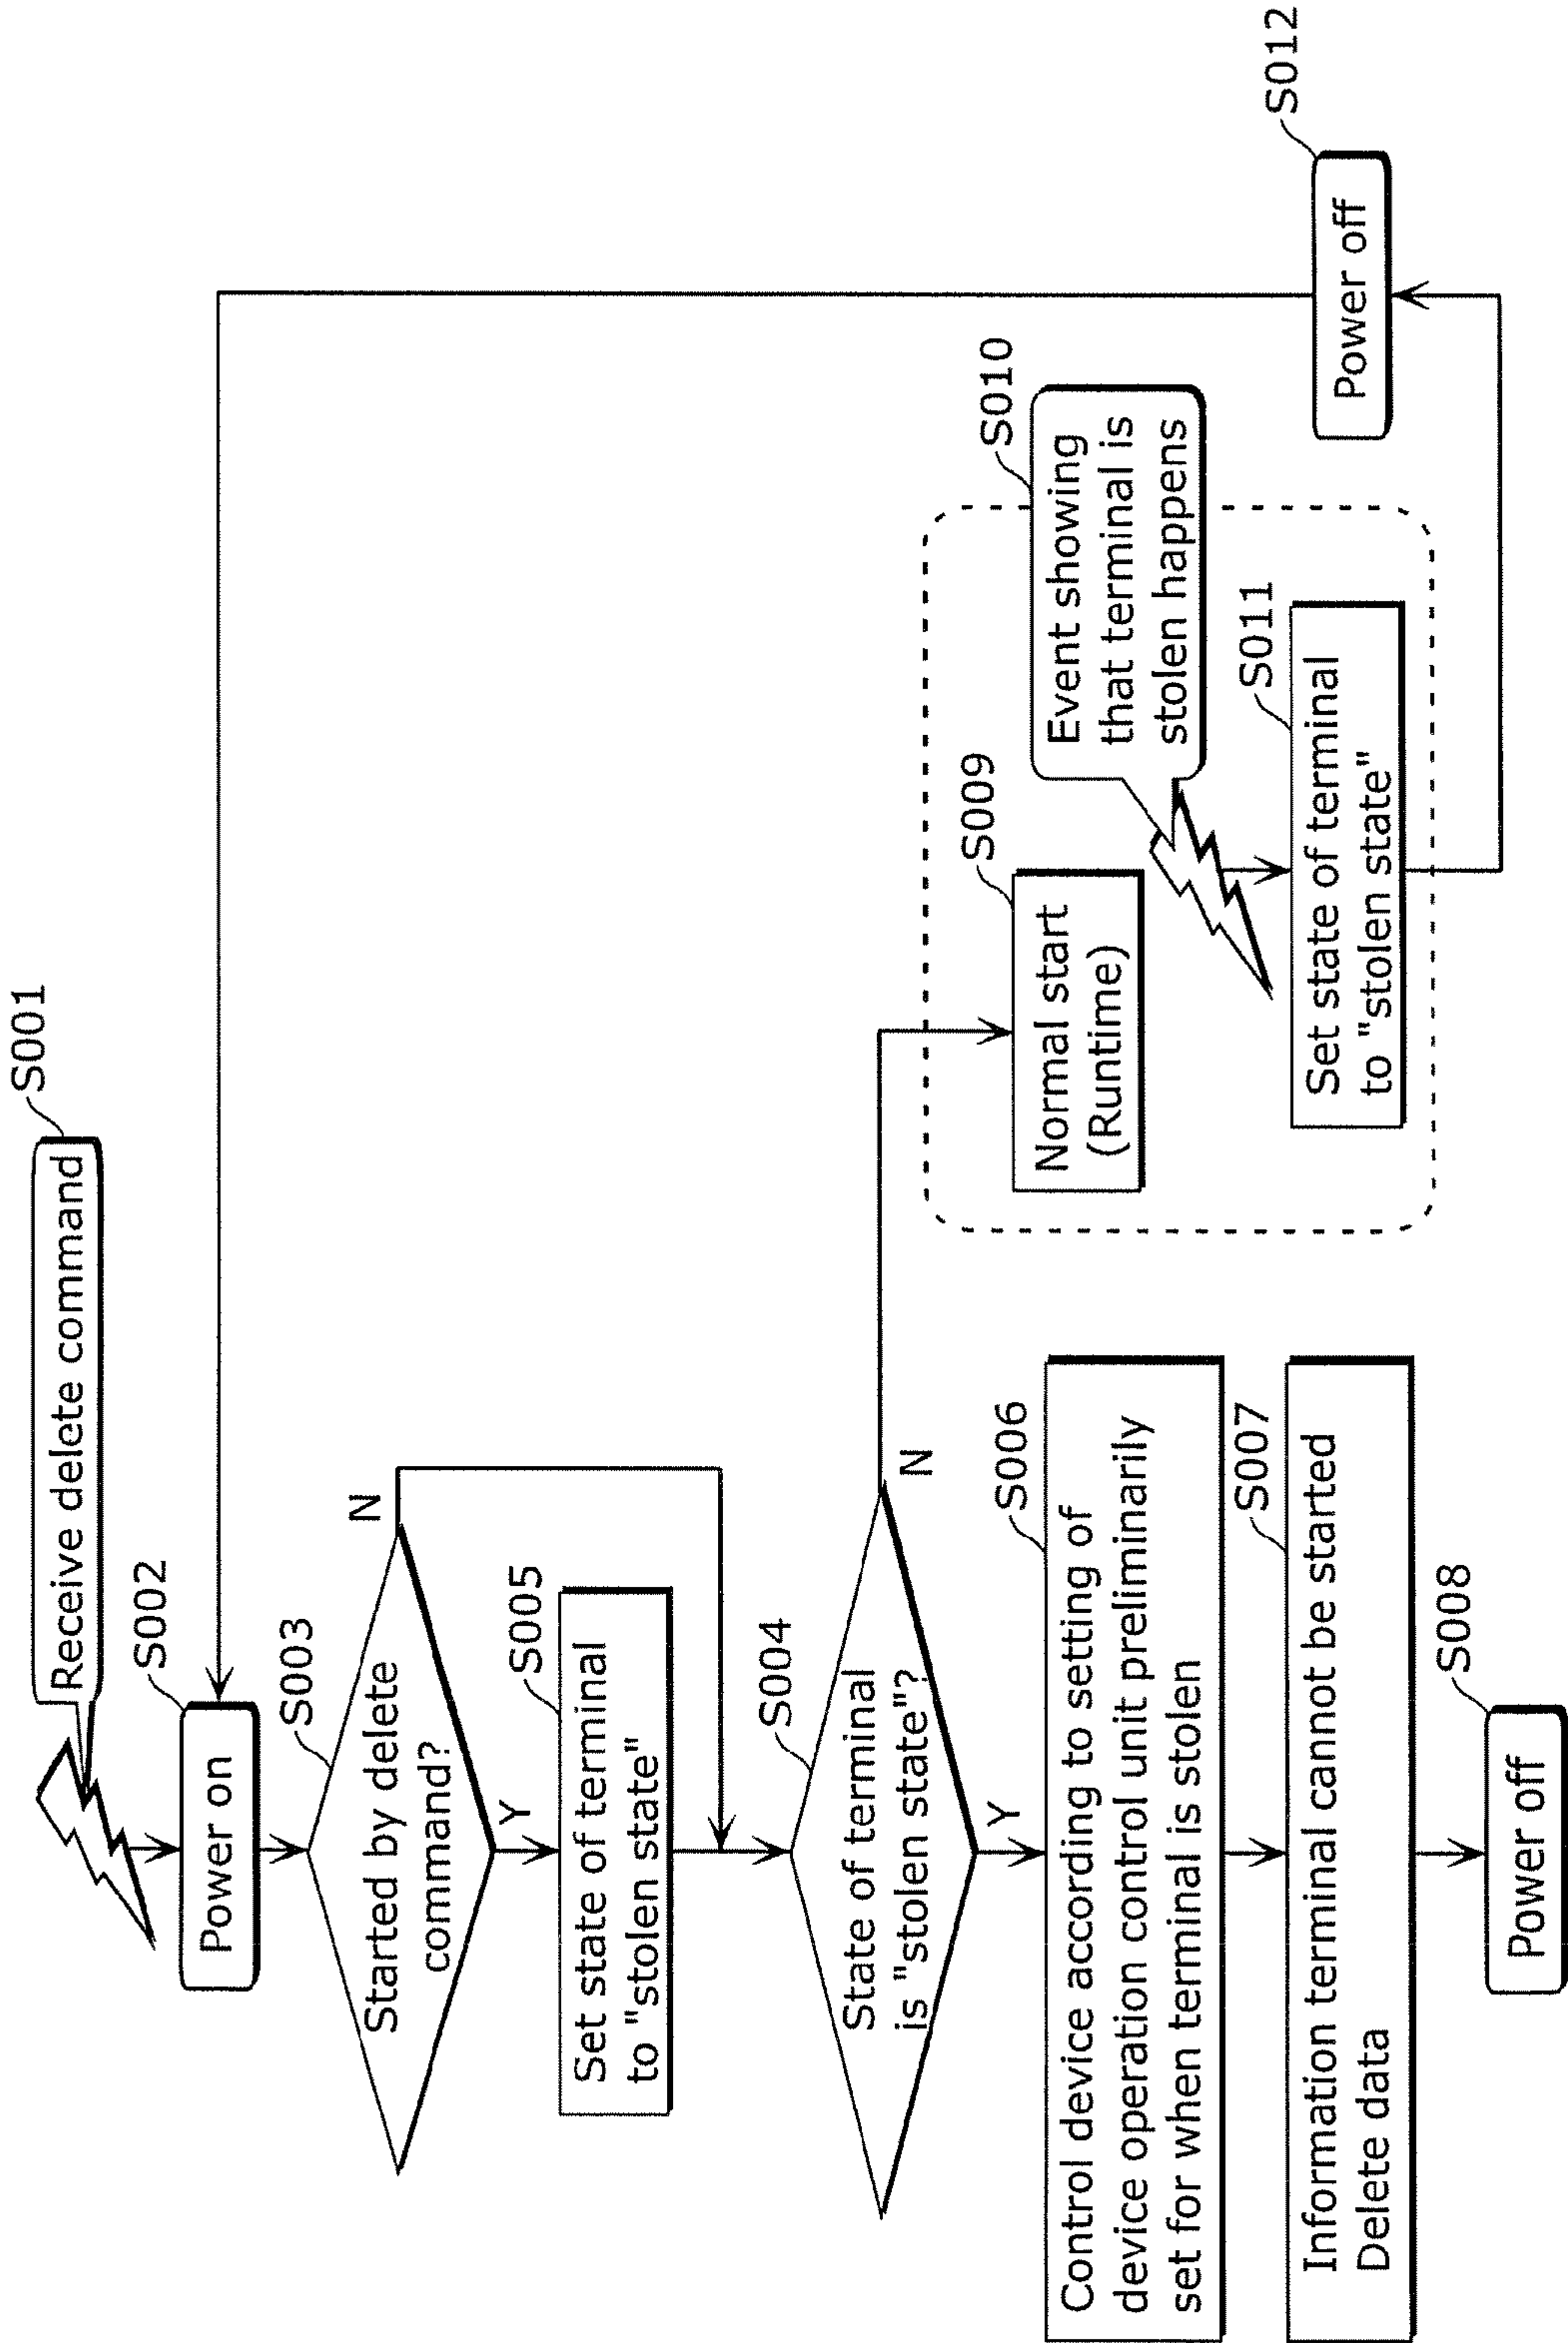 S001
Receive delete command
S002
Power on
S003
Started by delete
command?
N
Y
S005
Set state of terminal
to "stolen state"
S004
State of terminal
is "stolen state"?
N
Y
S006
Control device according to setting of
device operation control unit preliminarily
set for when terminal is stolen
S007
Information terminal cannot be started
Delete data
S008
Power off
S009
Normal start
(Runtime)
S010
Event showing
that terminal is
stolen happens
S011
Set state of terminal
to "stolen state"
S012
Power off